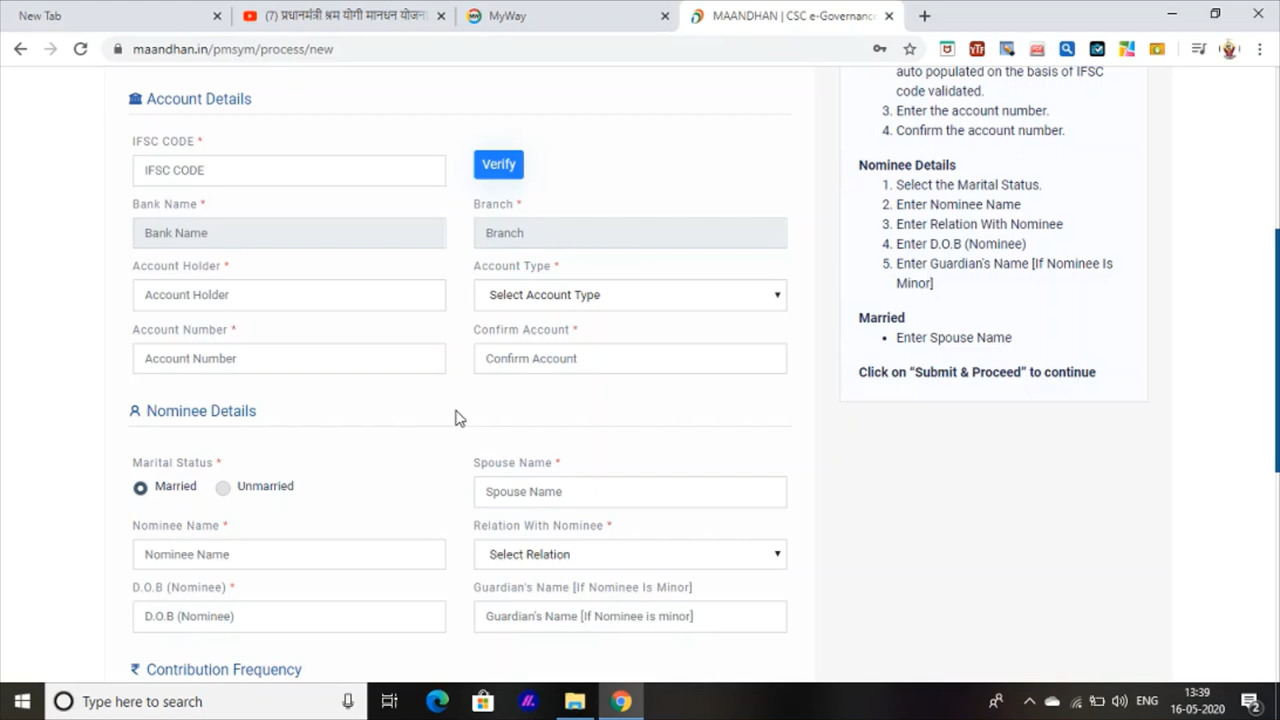 New Tab
(7) प्रधानमंत्री श्रम योगी मानधन योजन
MyWay
MAANDHAN | CSC e-Governance
maandhan.in/pmsym/process/new
Account Details
IFSC CODE *
IFSC CODE
Verify
Bank Name *
Branch *
Bank Name
Branch
Account Holder *
Account Type *
Account Holder
Select Account Type
Account Number *
Confirm Account *
Account Number
Confirm Account
Nominee Details
Marital Status *
Spouse Name *
Married
Unmarried
Spouse Name
Nominee Name *
Relation With Nominee *
Nominee Name
Select Relation
D.O.B (Nominee) *
Guardian's Name [If Nominee Is Minor]
D.O.B (Nominee)
Guardian's Name [If Nominee is minor]
₹ Contribution Frequency
auto populated on the basis of IFSC
code validated.
3. Enter the account number.
4. Confirm the account number.
Nominee Details
1. Select the Marital Status.
2. Enter Nominee Name
3. Enter Relation With Nominee
4. Enter D.O.B (Nominee)
5. Enter Guardian's Name [If Nominee Is
Minor]
Married
• Enter Spouse Name
Click on “Submit & Proceed” to continue
Type here to search
ENG
13:39
16-05-2020
2